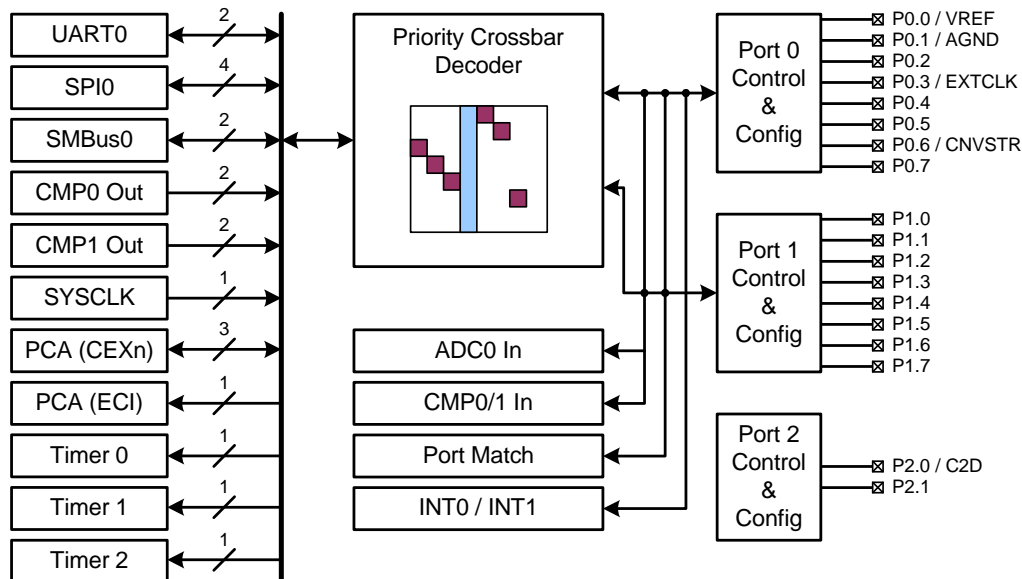 UART0
2
SPI0
4
SMBus0
2
CMP0 Out
2
CMP1 Out
2
SYSCLK
1
PCA (CEXn)
3
PCA (ECI)
1
Timer 0
1
Timer 1
1
Timer 2
1
Priority Crossbar
Decoder
ADC0 In
CMP0/1 In
Port Match
INT0 / INT1
Port 0
Control
&
Config
P0.0 / VREF
P0.1 / AGND
P0.2
P0.3 / EXTCLK
P0.4
P0.5
P0.6 / CNVSTR
P0.7
Port 1
Control
&
Config
P1.0
P1.1
P1.2
P1.3
P1.4
P1.5
P1.6
P1.7
Port 2
Control
&
Config
P2.0 / C2D
P2.1